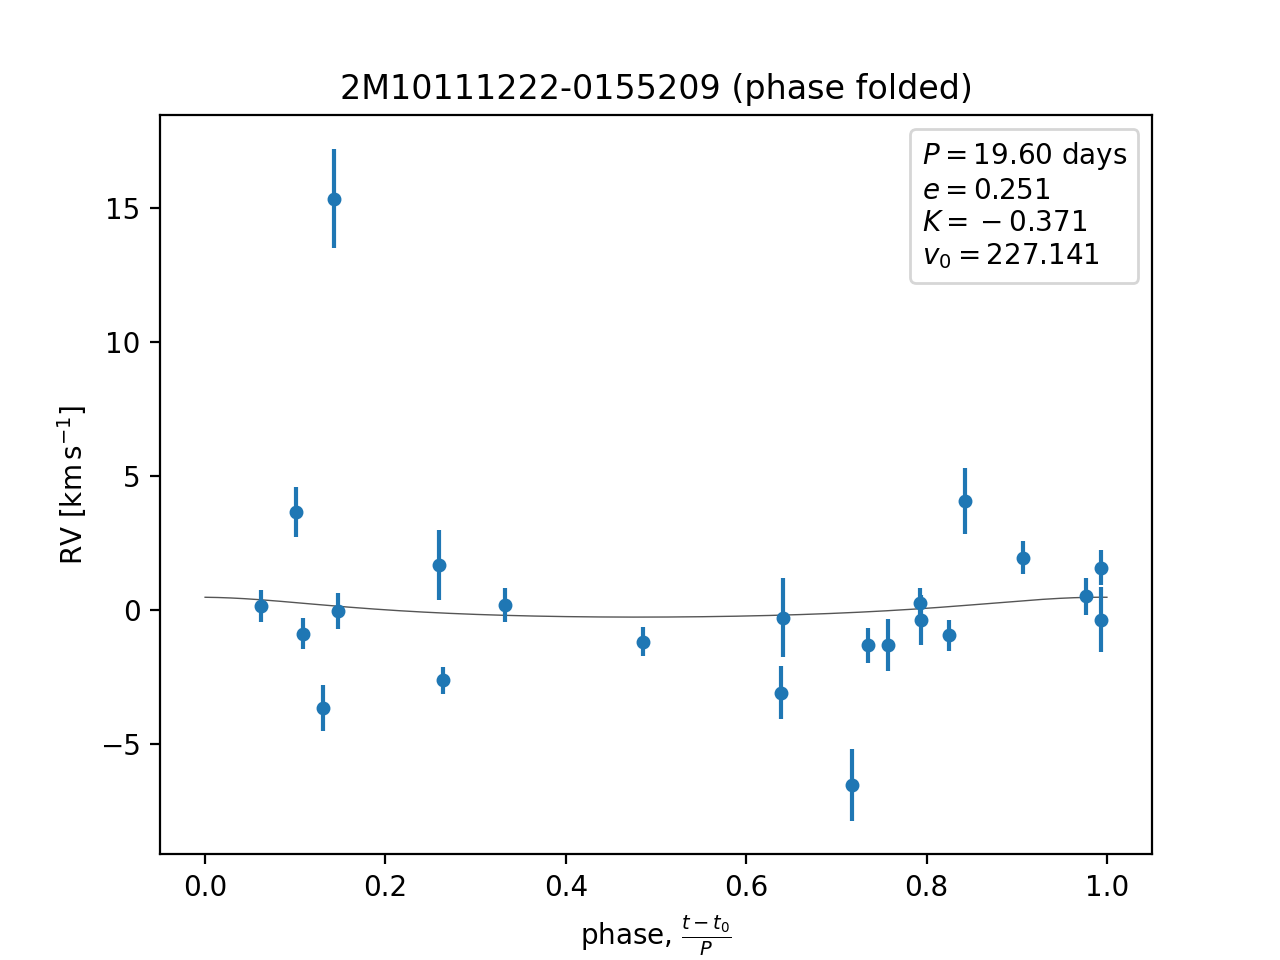 2M10111222-0155209 (phase folded)
P = 19.60 days
e = 0.251
K = −0.371
v₀ = 227.141
15
10
5
0
−5
RV [km s⁻¹]
0.0 0.2 0.4 0.6 0.8 1.0
phase, (t − t₀)/P